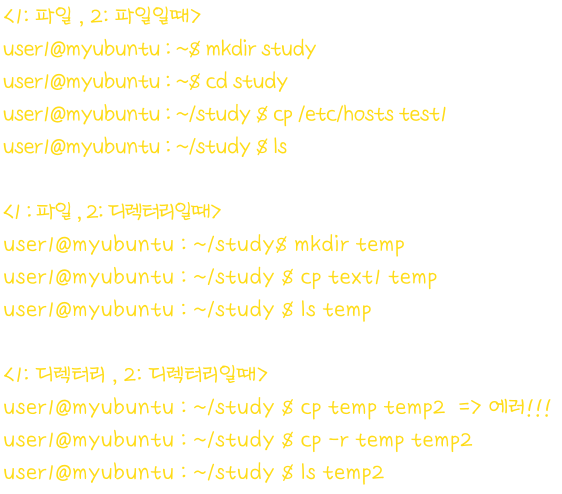 <1: 파일 , 2: 파일일때>
user1@myubuntu : ~$ mkdir study
user1@myubuntu : ~$ cd study
user1@myubuntu : ~/study $ cp /etc/hosts test1
user1@myubuntu : ~/study $ ls
<1 : 파일 , 2: 디렉터리일때>
user1@myubuntu : ~/study$ mkdir temp
user1@myubuntu : ~/study $ cp text1 temp
user1@myubuntu : ~/study $ ls temp
<1: 디렉터리 , 2: 디렉터리일때>
user1@myubuntu : ~/study $ cp temp temp2 => 에러!!!
user1@myubuntu : ~/study $ cp -r temp temp2
user1@myubuntu : ~/study $ ls temp2